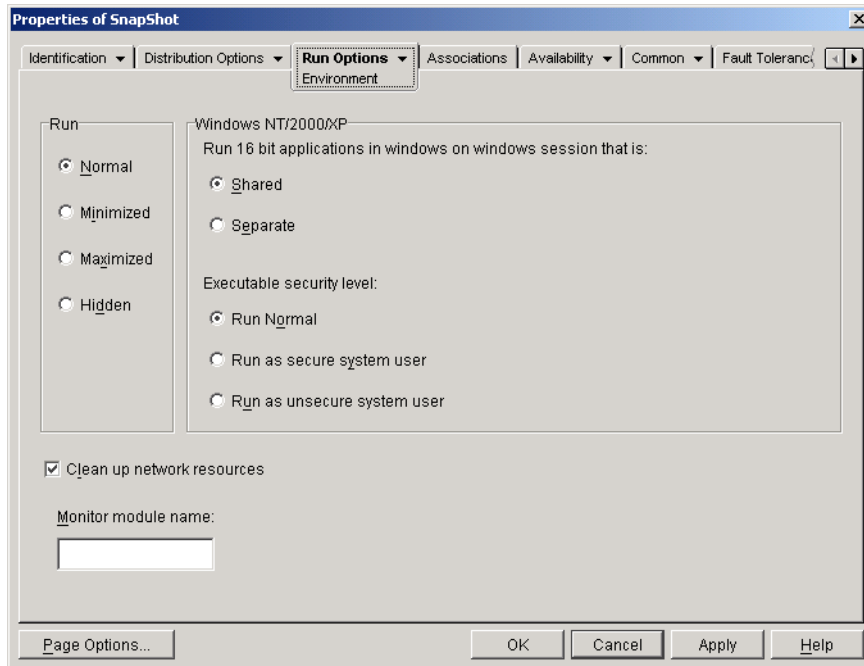 Properties of SnapShot
Identification
Distribution Options
Run Options
Environment
Associations
Availability
Common
Fault Toleranc
Run
Normal
Minimized
Maximized
Hidden
Windows NT/2000/XP
Run 16 bit applications in windows on windows session that is:
Shared
Separate
Executable security level:
Run Normal
Run as secure system user
Run as unsecure system user
Clean up network resources
Monitor module name:
Page Options...
OK
Cancel
Apply
Help